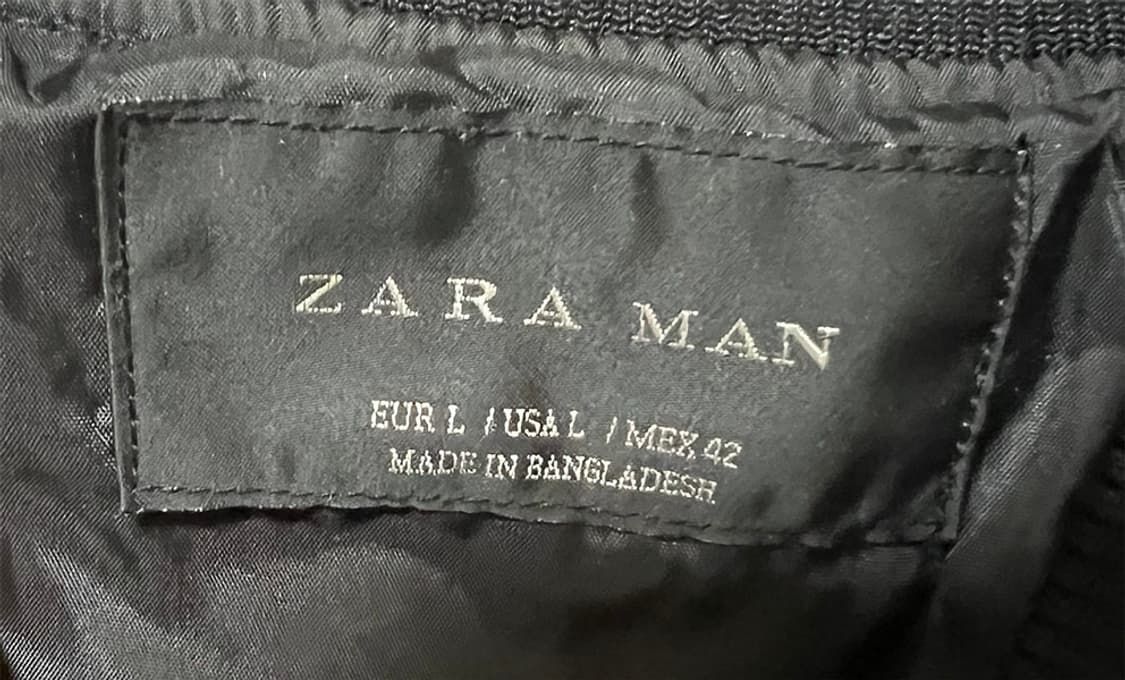 ZARA MAN
EUR L / USA L / MEX 42
MADE IN BANGLADESH